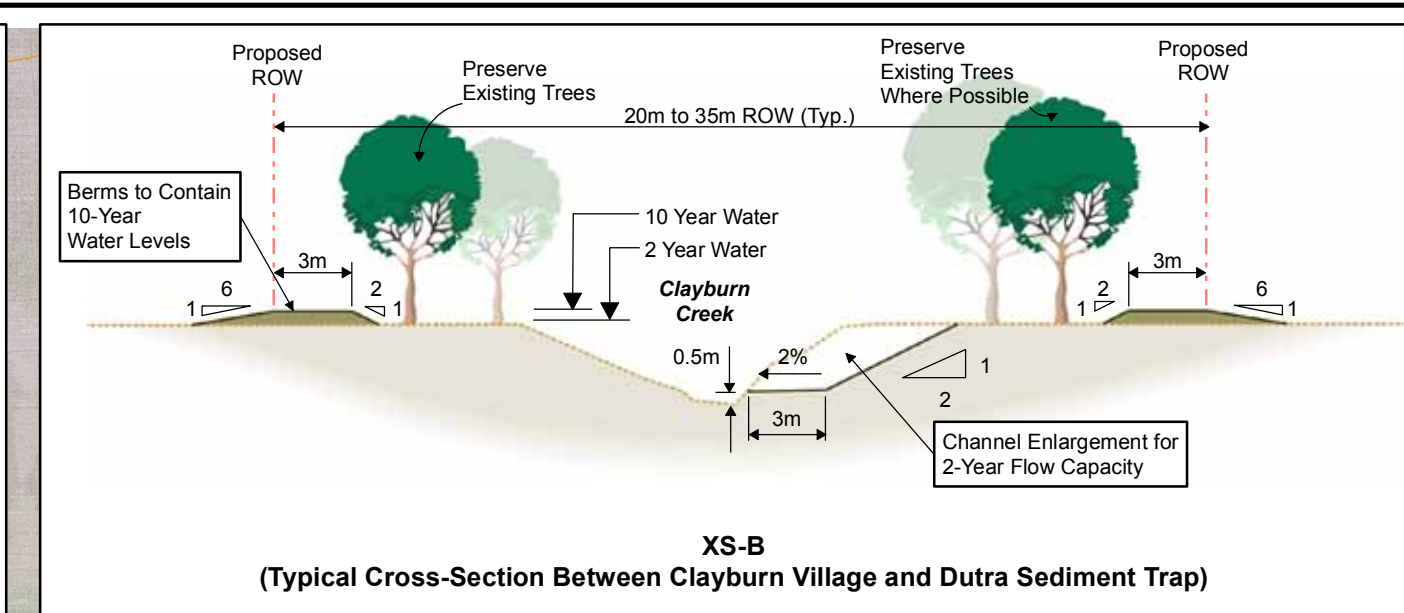 Proposed
ROW
Preserve
Existing Trees
Preserve
Existing Trees
Where Possible
Proposed
ROW
20m to 35m ROW (Typ.)
Berms to Contain
10-Year
Water Levels
10 Year Water
2 Year Water
Clayburn
Creek
3m
6
1
2
1
3m
2
1
6
1
0.5m
2%
1
2
3m
Channel Enlargement for
2-Year Flow Capacity
XS-B
(Typical Cross-Section Between Clayburn Village and Dutra Sediment Trap)